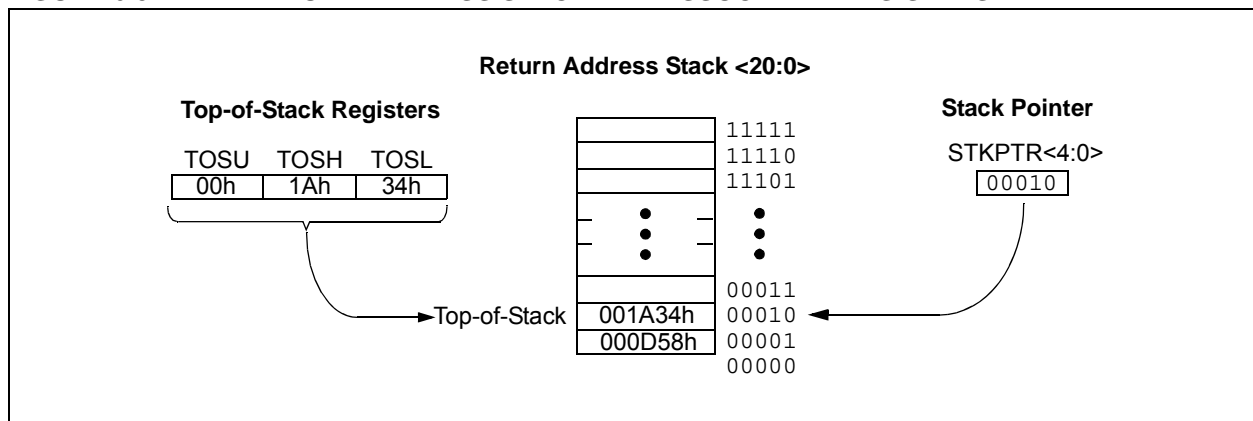 Return Address Stack <20:0>
Top-of-Stack Registers
Stack Pointer
TOSU TOSH TOSL
00h 1Ah 34h
STKPTR<4:0>
00010
11111
11110
11101
00011
Top-of-Stack 001A34h 00010
000D58h 00001
00000